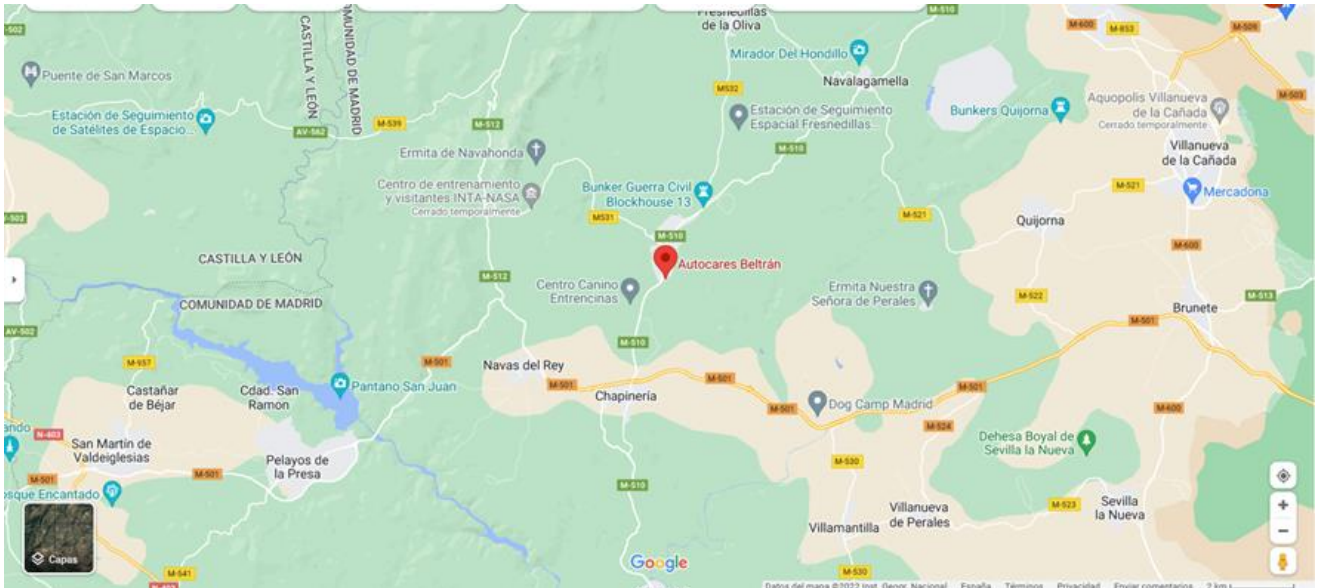 M-510
Fresnedillas
de la Oliva
M-600
M-853
M-509
-502
CASTILLA Y LEÓN
COMUNIDAD DE MADRID
Mirador Del Hondillo
Navalagamella
Puente de San Marcos
M532
M-503
Estación de Seguimiento
de Satélites de Espacio...
AV-562
M-539
M-512
Estación de Seguimiento
Espacial Fresnedillas...
Bunkers Quijorna
Aquopolis Villanueva
de la Cañada
Cerrado temporalmente
Ermita de Navahonda
M-510
Villanueva
de la Cañada
Centro de entrenamiento
y visitantes INTA-NASA
Cerrado temporalmente
Bunker Guerra Civil
Blockhouse 13
M-521
Mercadona
-502
M531
M-521
Quijorna
M-510
M-600
CASTILLA Y LEÓN
Autocares Beltrán
M-512
Centro Canino
Entrencinas
Ermita Nuestra
Señora de Perales
COMUNIDAD DE MADRID
M-522
M-513
Brunete
AV-502
M-501
M-510
M-957
M-501
Navas del Rey
Castañar
de Béjar
Cdad. San
Ramon
Pantano San Juan
M-501
M-501
M-501
Chapinería
M-501
Dog Camp Madrid
M-600
ando
N-403
M-524
San Martín de
Valdeiglesias
Dehesa Boyal de
Sevilla la Nueva
Pelayos de
la Presa
M-530
M-501
M-501
M-510
osque Encantado
Villanueva
de Perales
M-523
Sevilla
la Nueva
Villamantilla
Capas
Google
M-541
M-530
N-403
Datos del mapa ©2022 Inst. Geogr. Nacional España Términos Privacidad Enviar comentarios 2 km